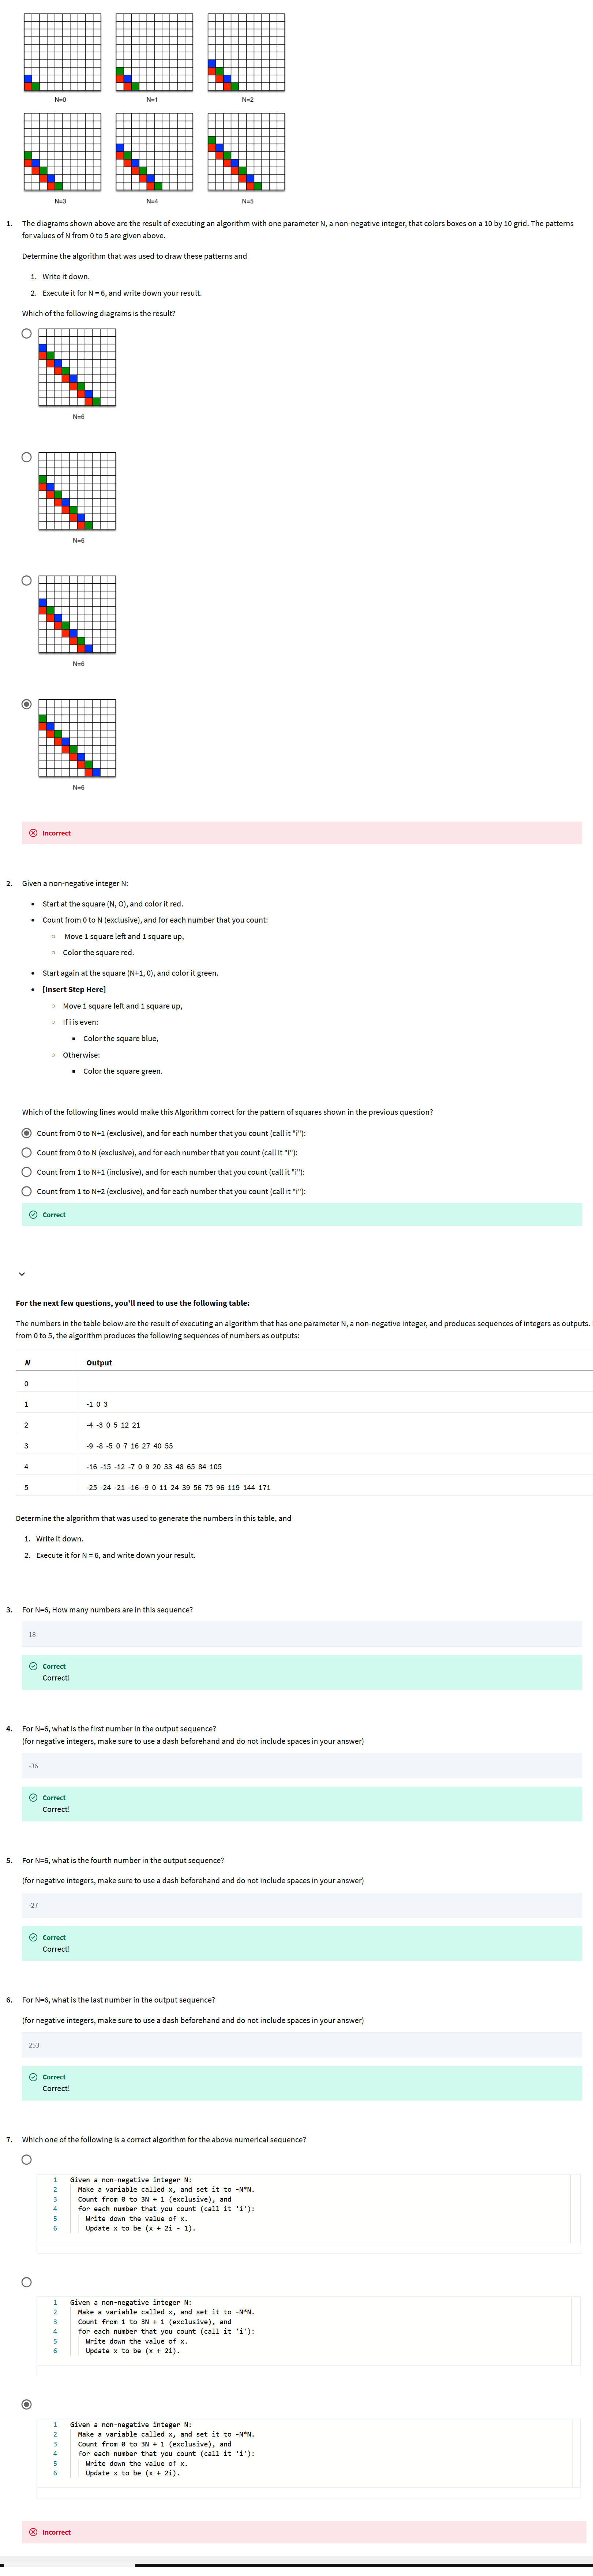 N=0
N=1
N=2
N=3
N=4
N=5
1. The diagrams shown above are the result of executing an algorithm with one parameter N, a non-negative integer, that colors boxes on a 10 by 10 grid. The patterns
for values of N from 0 to 5 are given above.
Determine the algorithm that was used to draw these patterns and
1. Write it down.
2. Execute it for N = 6, and write down your result.
Which of the following diagrams is the result?
N=6
N=6
N=6
N=6
Incorrect
2. Given a non-negative integer N:
Start at the square (N, O), and color it red.
Count from 0 to N (exclusive), and for each number that you count:
Move 1 square left and 1 square up,
Color the square red.
Start again at the square (N+1, 0), and color it green.
[Insert Step Here]
Move 1 square left and 1 square up,
If i is even:
Color the square blue,
Otherwise:
Color the square green.
Which of the following lines would make this Algorithm correct for the pattern of squares shown in the previous question?
Count from 0 to N+1 (exclusive), and for each number that you count (call it "i"):
Count from 0 to N (exclusive), and for each number that you count (call it "i"):
Count from 1 to N+1 (inclusive), and for each number that you count (call it "i"):
Count from 1 to N+2 (exclusive), and for each number that you count (call it "i"):
Correct
For the next few questions, you'll need to use the following table:
The numbers in the table below are the result of executing an algorithm that has one parameter N, a non-negative integer, and produces sequences of integers as outputs.
from 0 to 5, the algorithm produces the following sequences of numbers as outputs:
N Output
0
1 -1 0 3
2 -4 -3 0 5 12 21
3 -9 -8 -5 0 7 16 27 40 55
4 -16 -15 -12 -7 0 9 20 33 48 65 84 105
5 -25 -24 -21 -16 -9 0 11 24 39 56 75 96 119 144 171
Determine the algorithm that was used to generate the numbers in this table, and
1. Write it down.
2. Execute it for N = 6, and write down your result.
3. For N=6, How many numbers are in this sequence?
18
Correct
Correct!
4. For N=6, what is the first number in the output sequence?
(for negative integers, make sure to use a dash beforehand and do not include spaces in your answer)
-36
Correct
Correct!
5. For N=6, what is the fourth number in the output sequence?
(for negative integers, make sure to use a dash beforehand and do not include spaces in your answer)
-27
Correct
Correct!
6. For N=6, what is the last number in the output sequence?
(for negative integers, make sure to use a dash beforehand and do not include spaces in your answer)
253
Correct
Correct!
7. Which one of the following is a correct algorithm for the above numerical sequence?
1 Given a non-negative integer N:
2 Make a variable called x, and set it to -N*N.
3 Count from 0 to 3N + 1 (exclusive), and
4 for each number that you count (call it 'i'):
5 Write down the value of x.
6 Update x to be (x + 2i - 1).
1 Given a non-negative integer N:
2 Make a variable called x, and set it to -N*N.
3 Count from 1 to 3N + 1 (exclusive), and
4 for each number that you count (call it 'i'):
5 Write down the value of x.
6 Update x to be (x + 2i).
1 Given a non-negative integer N:
2 Make a variable called x, and set it to -N*N.
3 Count from 0 to 3N + 1 (exclusive), and
4 for each number that you count (call it 'i'):
5 Write down the value of x.
6 Update x to be (x + 2i).
Incorrect